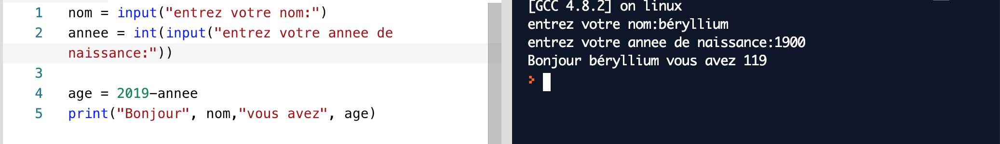 1 nom = input("entrez votre nom:")
2 annee = int(input("entrez votre annee de
naissance:"))
3
4 age = 2019-annee
5 print("Bonjour", nom,"vous avez", age)
[GCC 4.8.2] on linux
entrez votre nom:béryllium
entrez votre annee de naissance:1900
Bonjour béryllium vous avez 119